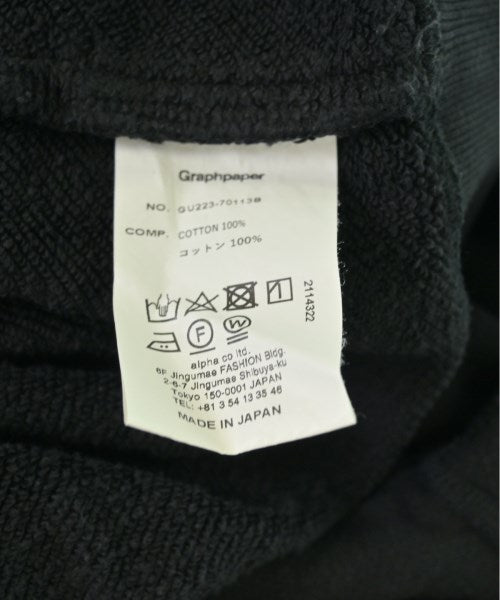 Graphpaper
NO. GU223-70113B
COMP. COTTON 100%
コットン 100%
2114322
F
W
alpha co ltd.
6F Jingumae FASHION Bldg.
2-6-7 Jingumae Shibuya-ku
Tokyo 150-0001 JAPAN
TEL: +81 3 54 13 35 46
MADE IN JAPAN